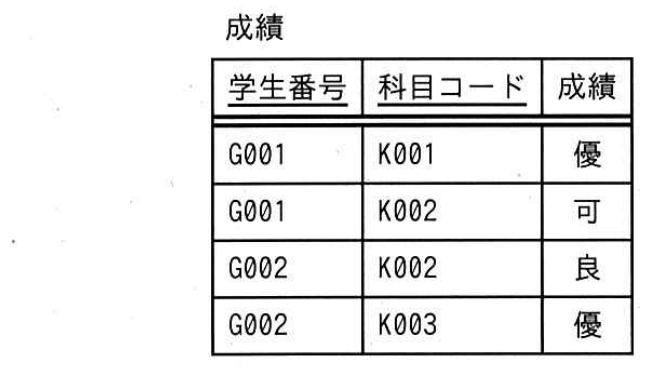 成績
学生番号 科目コード 成績
G001 K001 優
G001 K002 可
G002 K002 良
G002 K003 優